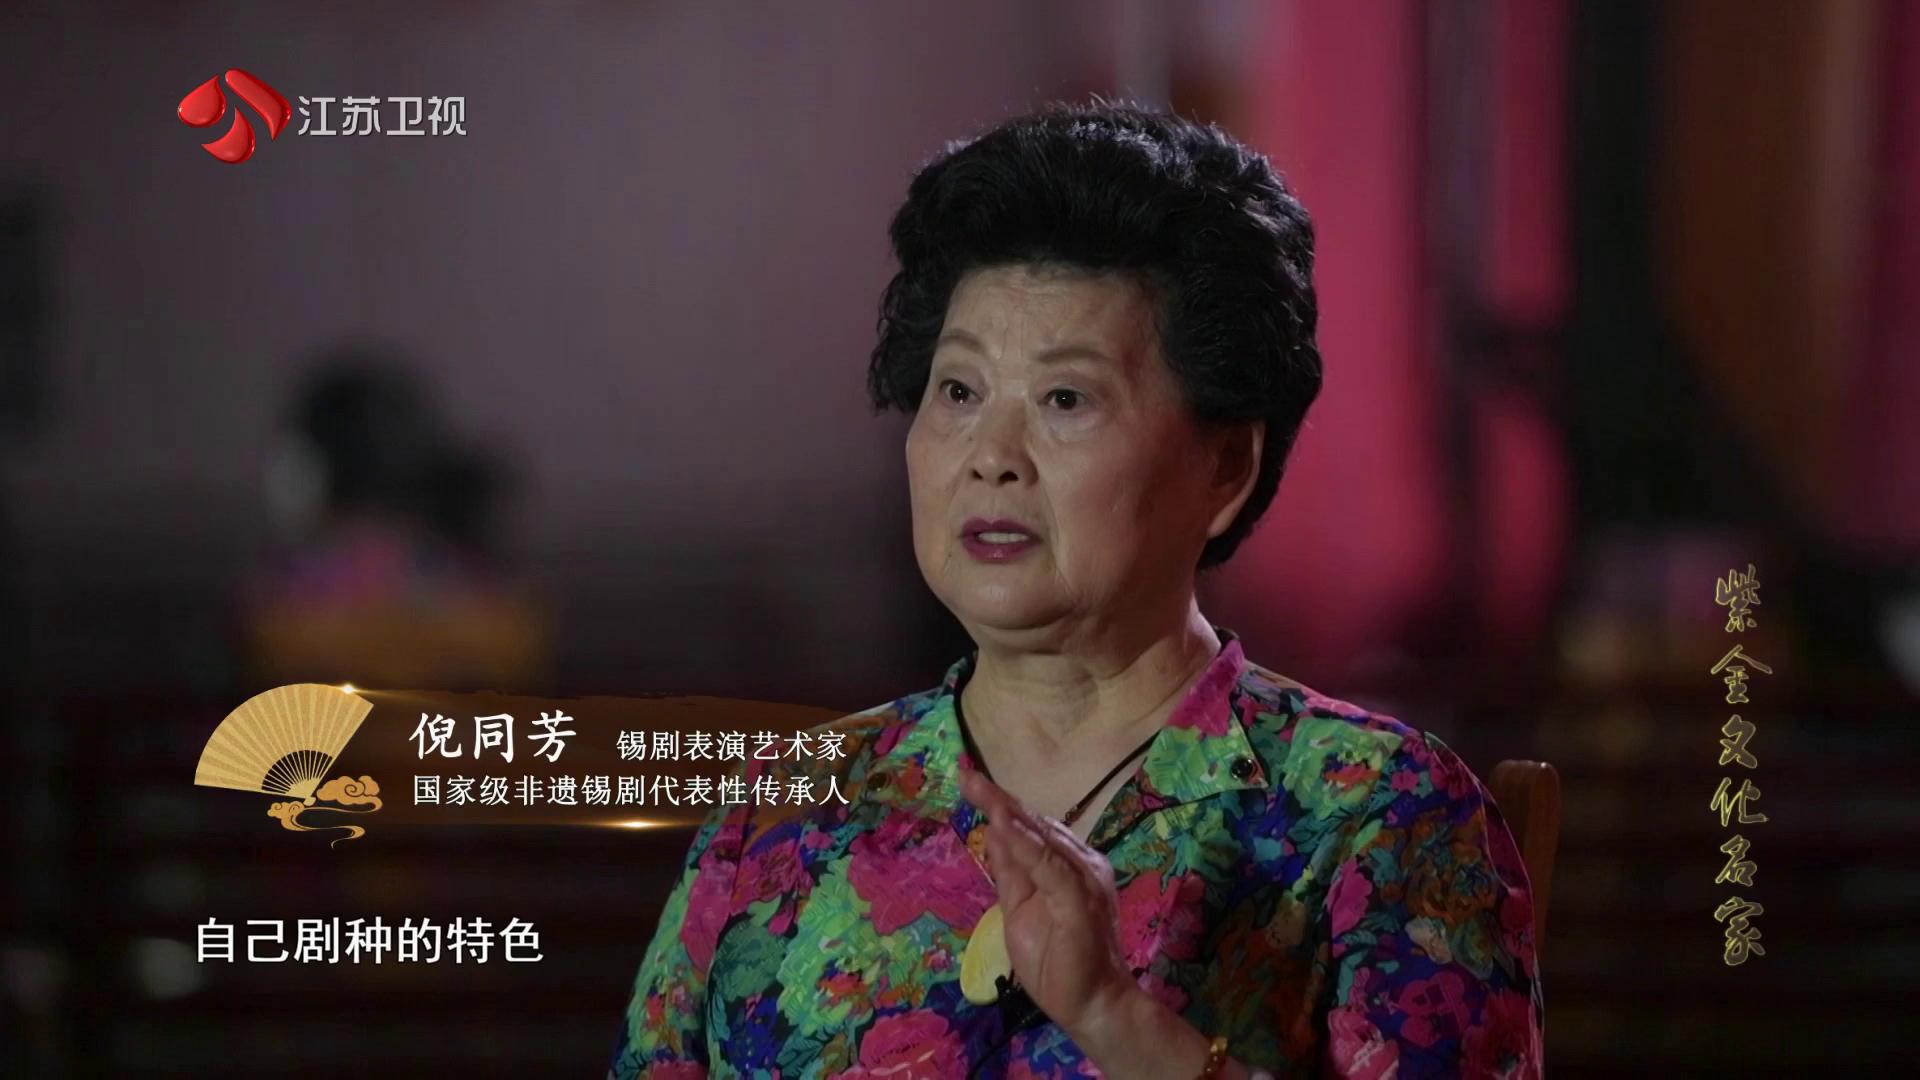 江苏卫视
倪同芳 锡剧表演艺术家
国家级非遗锡剧代表性传承人
自己剧种的特色
紫金文化名家